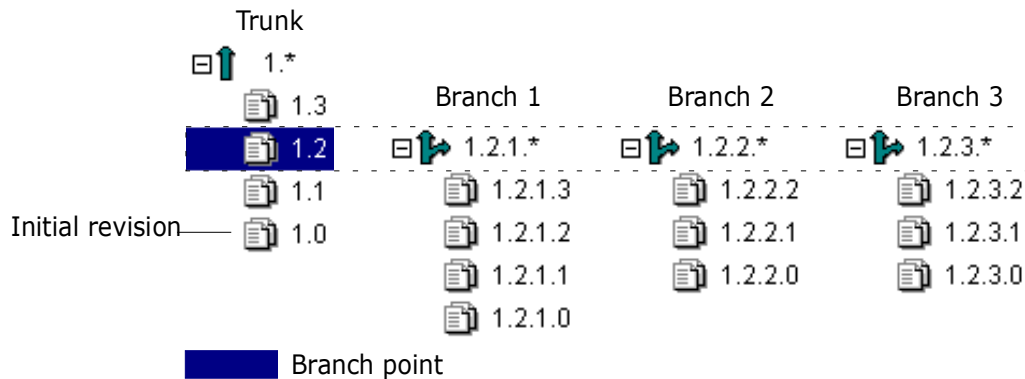 Trunk
1.*
1.3 Branch 1 Branch 2 Branch 3
1.2 1.2.1.* 1.2.2.* 1.2.3.*
1.1 1.2.1.3 1.2.2.2 1.2.3.2
Initial revision 1.0 1.2.1.2 1.2.2.1 1.2.3.1
1.2.1.1 1.2.2.0 1.2.3.0
1.2.1.0
Branch point